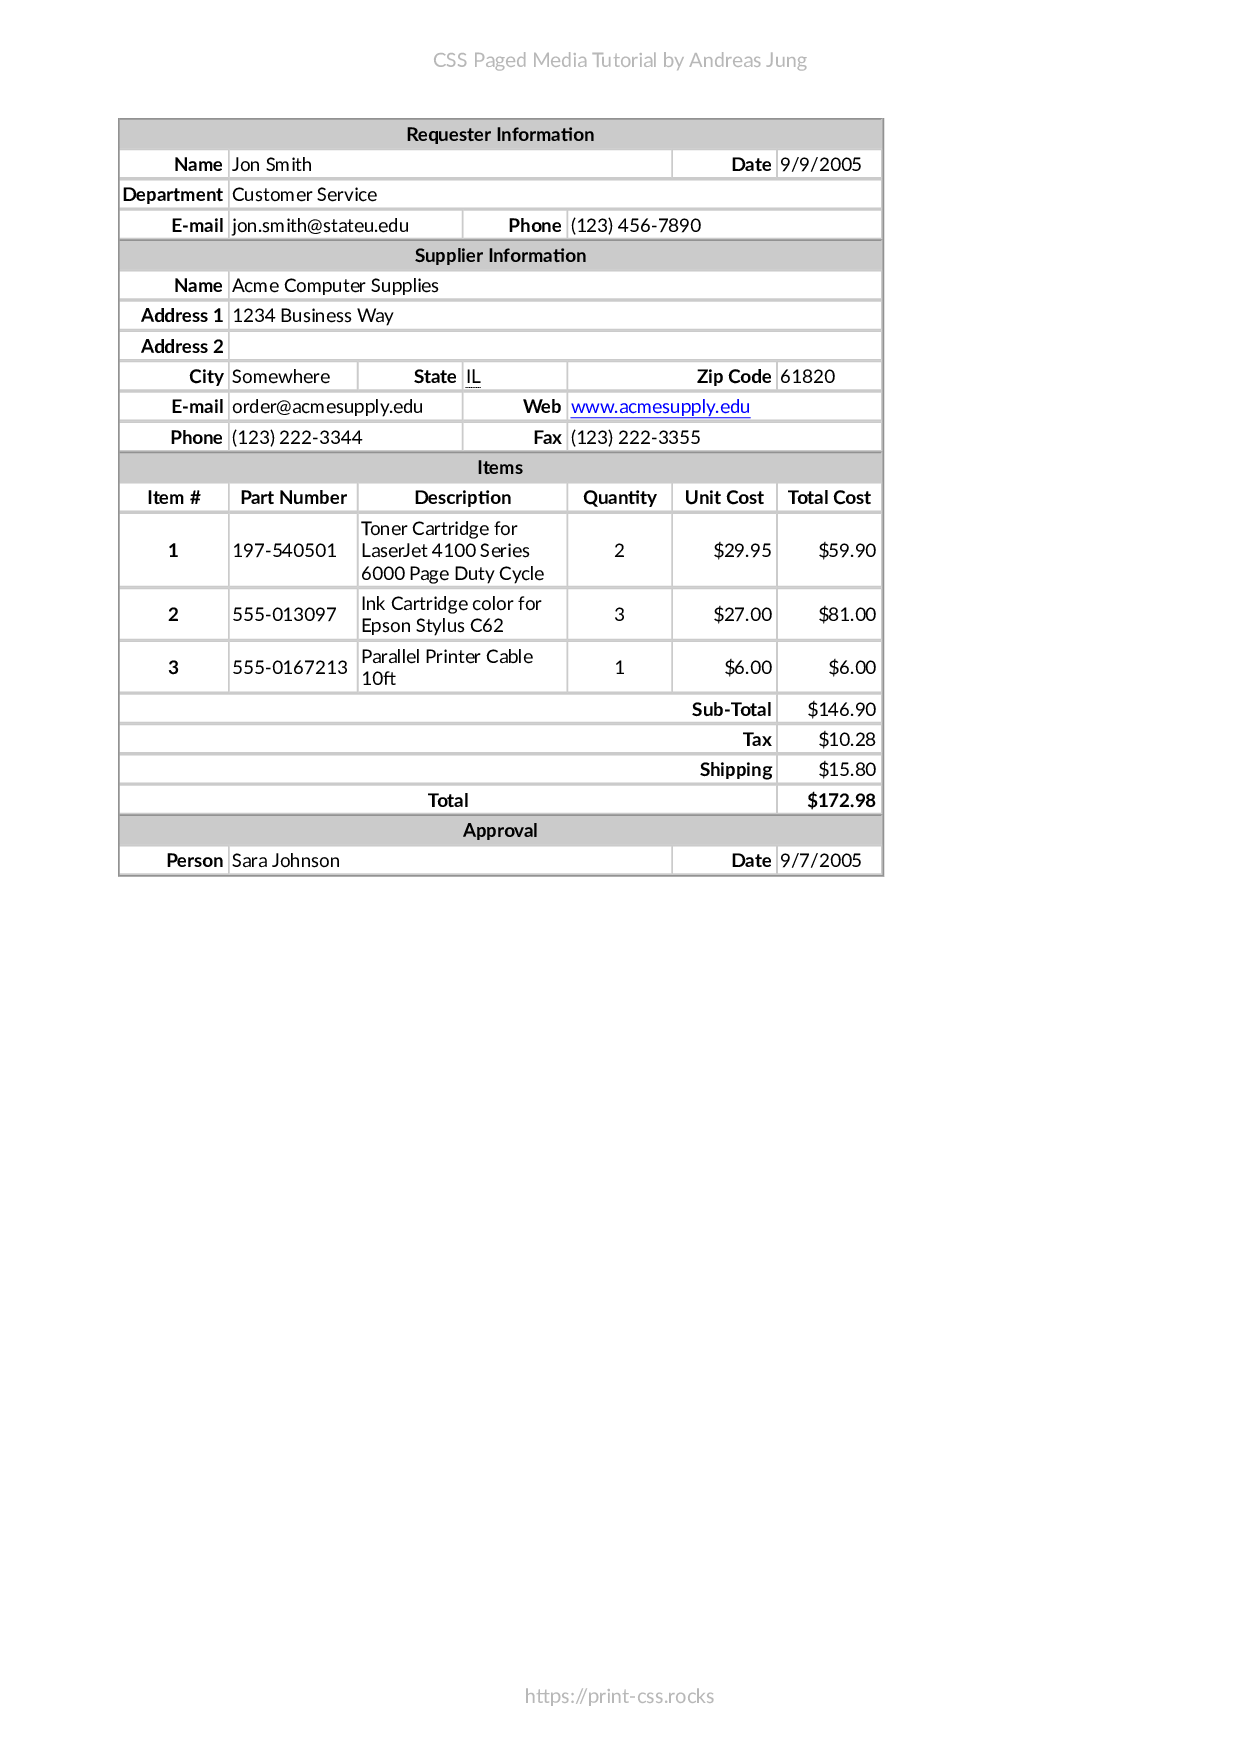 CSS Paged Media Tutorial by Andreas Jung
Requester Information
Name Jon Smith Date 9/9/2005
Department Customer Service
E-mail jon.smith@stateu.edu Phone (123) 456-7890
Supplier Information
Name Acme Computer Supplies
Address 1 1234 Business Way
Address 2
City Somewhere State IL Zip Code 61820
E-mail order@acmesupply.edu Web www.acmesupply.edu
Phone (123) 222-3344 Fax (123) 222-3355
Items
Item # Part Number Description Quantity Unit Cost Total Cost
Toner Cartridge for
1 197-540501 LaserJet 4100 Series 2 $29.95 $59.90
6000 Page Duty Cycle
2 555-013097 Ink Cartridge color for 3 $27.00 $81.00
Epson Stylus C62
3 555-0167213 Parallel Printer Cable 1 $6.00 $6.00
10ft
Sub-Total $146.90
Tax $10.28
Shipping $15.80
Total $172.98
Approval
Person Sara Johnson Date 9/7/2005
https://print-css.rocks